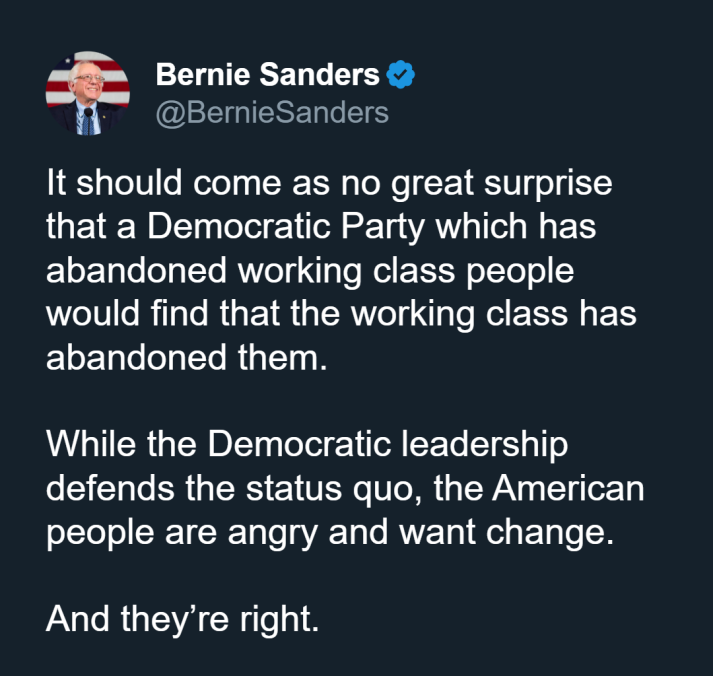 Bernie Sanders
@BernieSanders
It should come as no great surprise
that a Democratic Party which has
abandoned working class people
would find that the working class has
abandoned them.
While the Democratic leadership
defends the status quo, the American
people are angry and want change.
And they’re right.